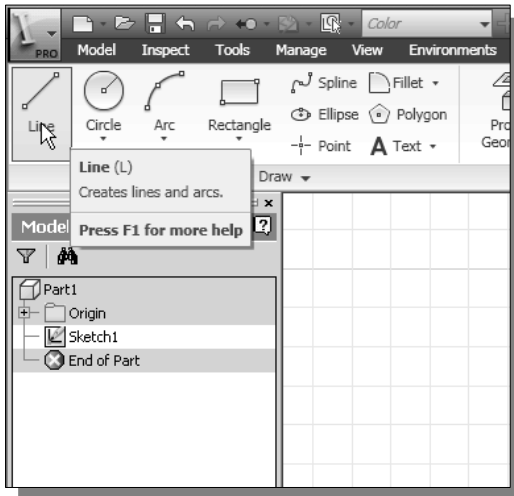 Color
PRO Model Inspect Tools Manage View Environments
Line Circle Arc Rectangle Spline Fillet
Ellipse Polygon
Point A Text
Draw
Line (L)
Creates lines and arcs.
Press F1 for more help
Model
Part1
Origin
Sketch1
End of Part